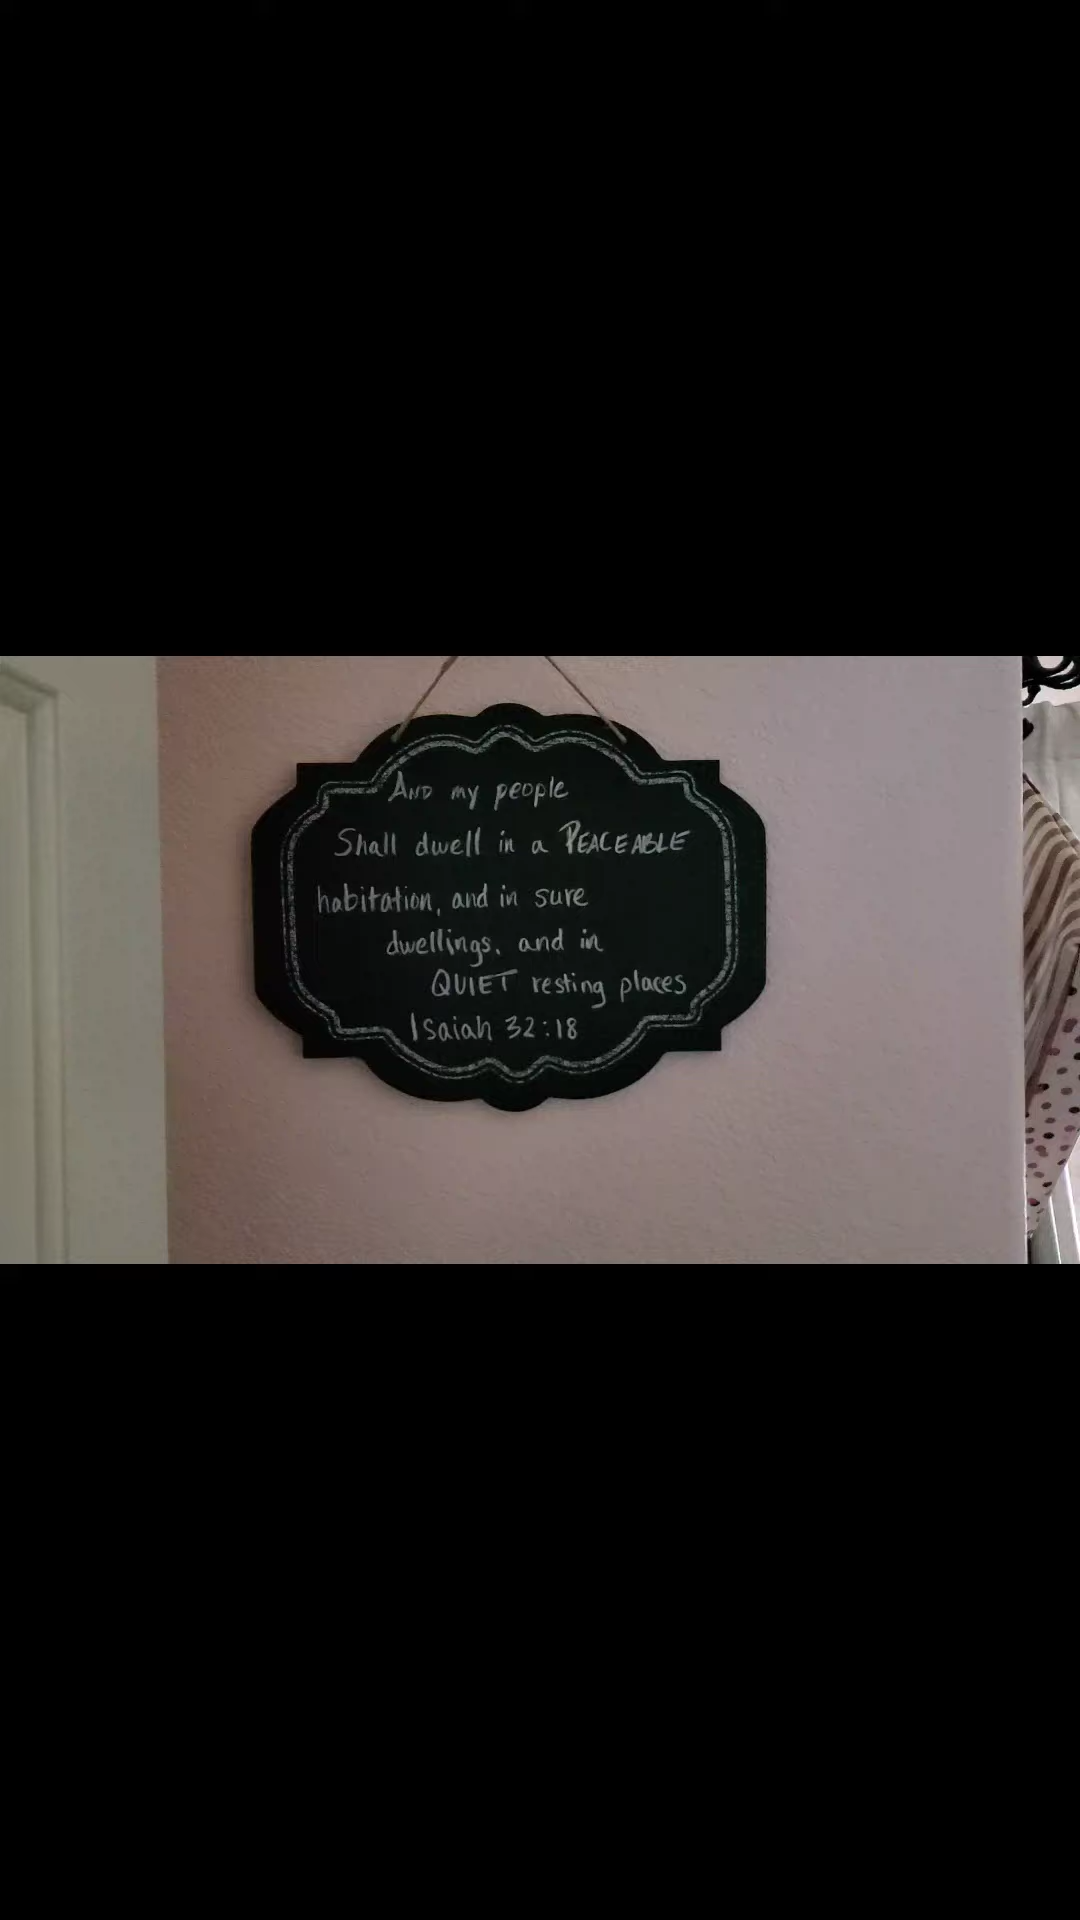 AND my people
Shall dwell in a PEACEABLE
habitation, and in sure
dwellings, and in
QUIET resting places
Isaiah 32:18